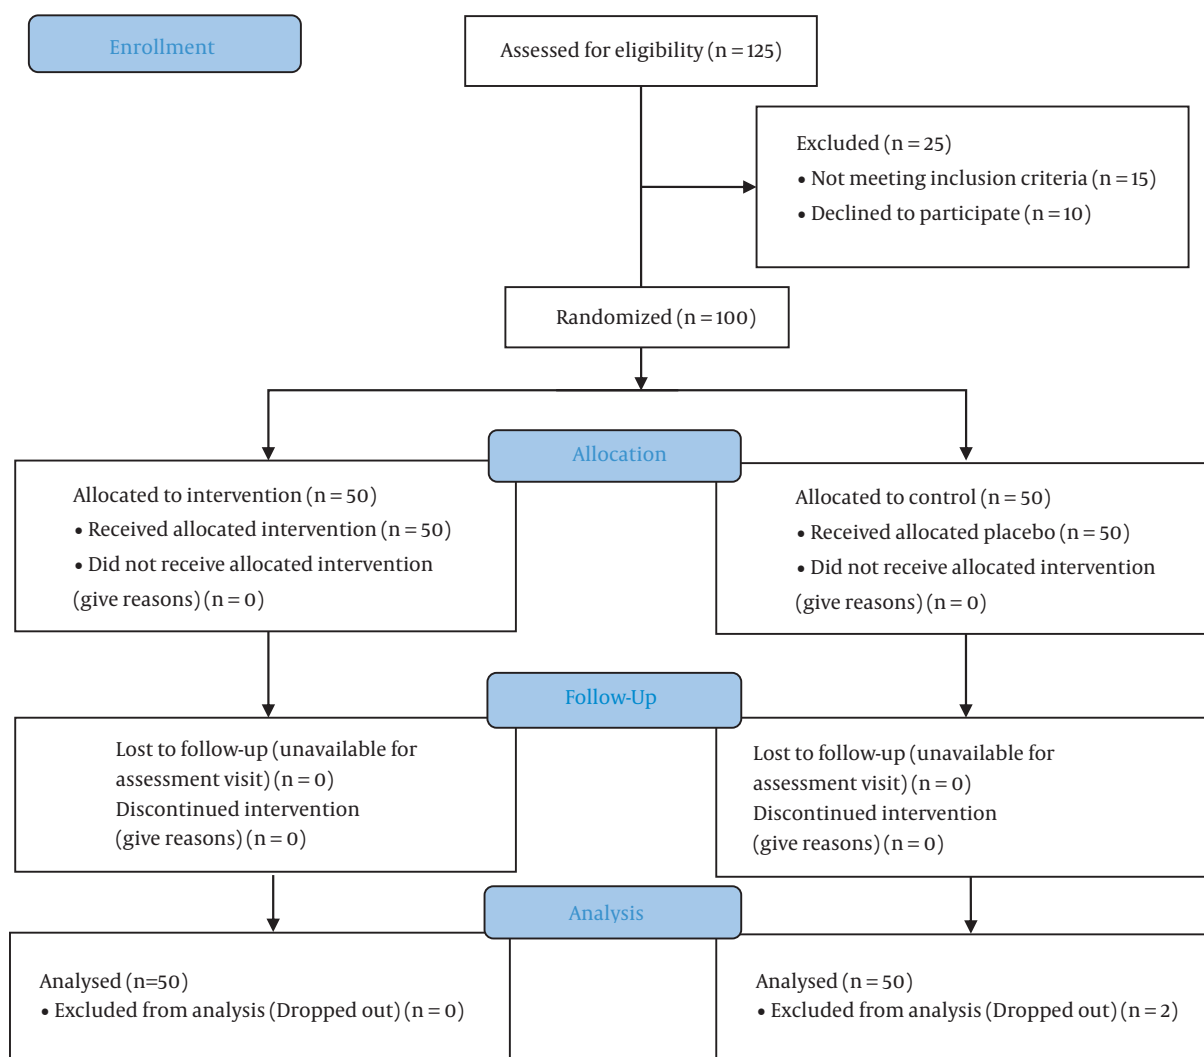 Enrollment
Assessed for eligibility (n = 125)
Excluded (n = 25)
• Not meeting inclusion criteria (n = 15)
• Declined to participate (n = 10)
Randomized (n = 100)
Allocation
Allocated to intervention (n = 50)
• Received allocated intervention (n = 50)
• Did not receive allocated intervention
(give reasons) (n = 0)
Allocated to control (n = 50)
• Received allocated placebo (n = 50)
• Did not receive allocated intervention
(give reasons) (n = 0)
Follow-Up
Lost to follow-up (unavailable for
assessment visit) (n = 0)
Discontinued intervention
(give reasons) (n = 0)
Lost to follow-up (unavailable for
assessment visit) (n = 0)
Discontinued intervention
(give reasons) (n = 0)
Analysis
Analysed (n=50)
• Excluded from analysis (Dropped out) (n = 0)
Analysed (n = 50)
• Excluded from analysis (Dropped out) (n = 2)